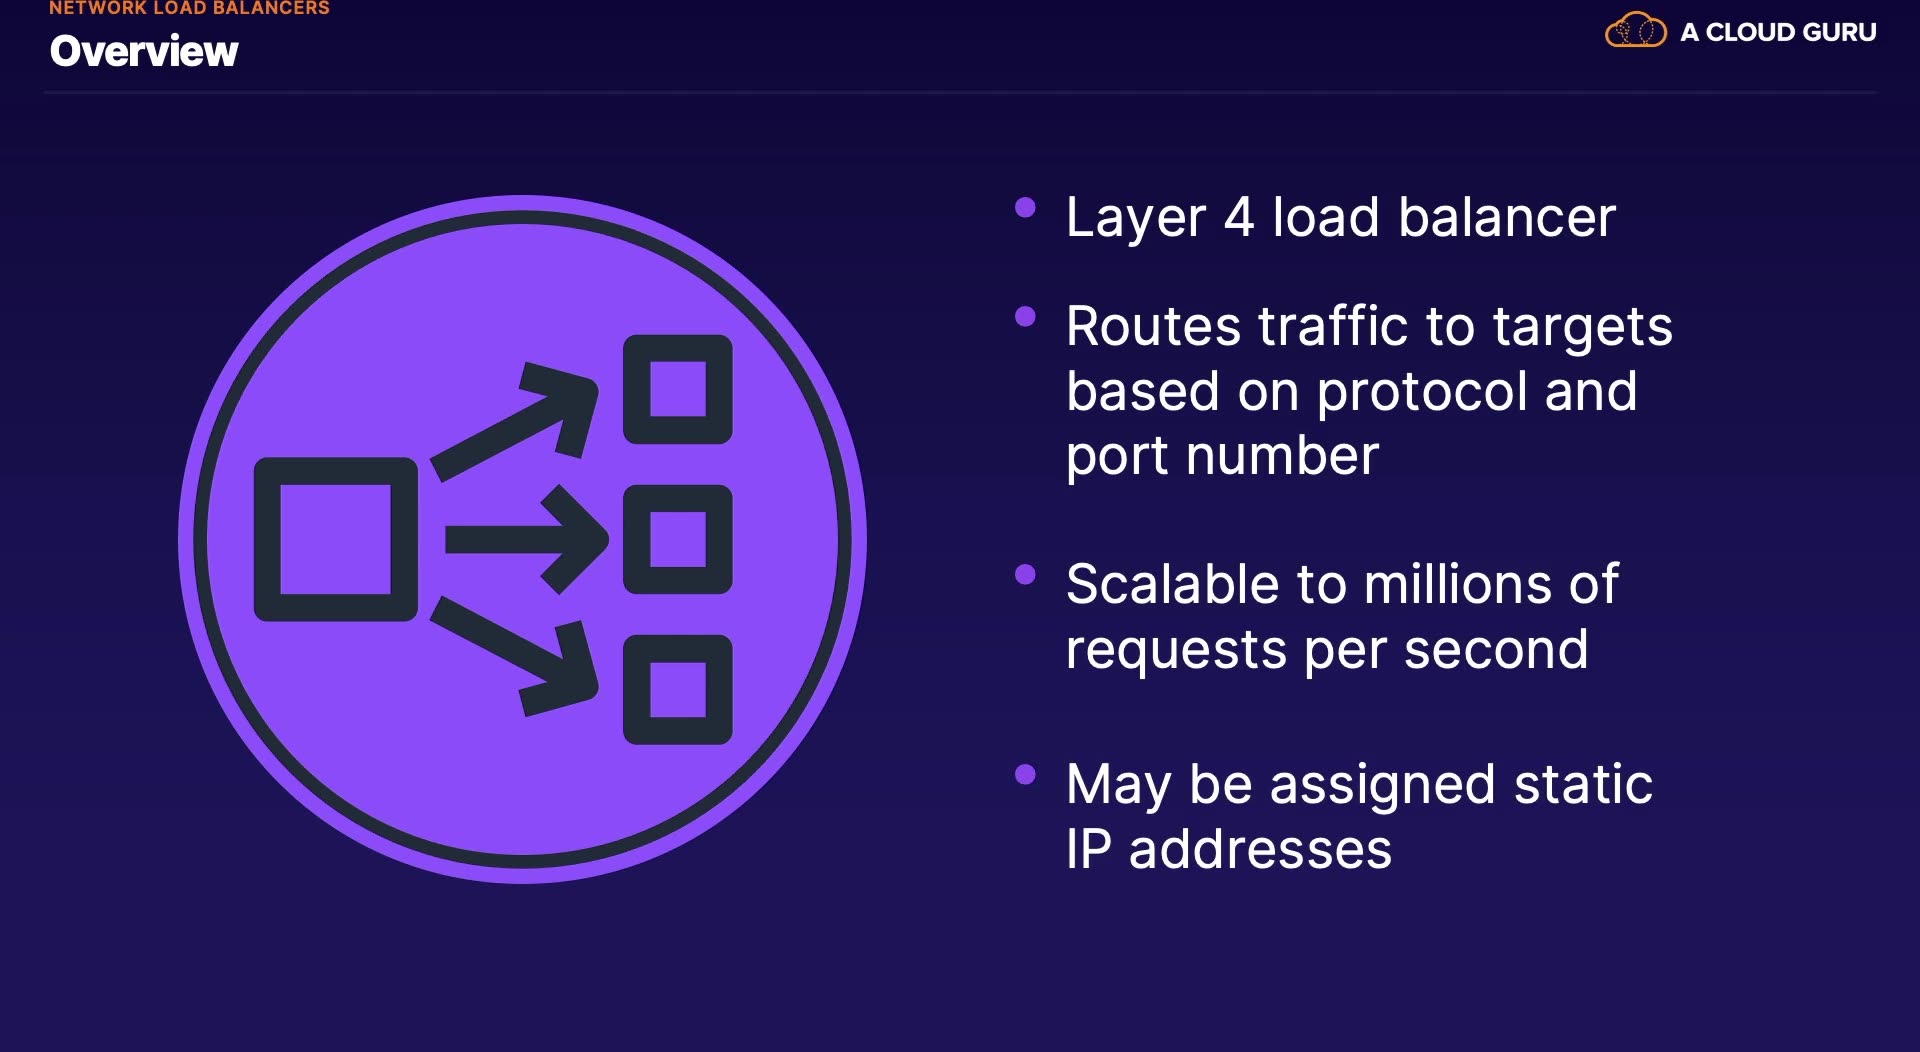 NETWORK LOAD BALANCERS
Overview
A CLOUD GURU
Layer 4 load balancer
Routes traffic to targets
based on protocol and
port number
Scalable to millions of
requests per second
May be assigned static
IP addresses